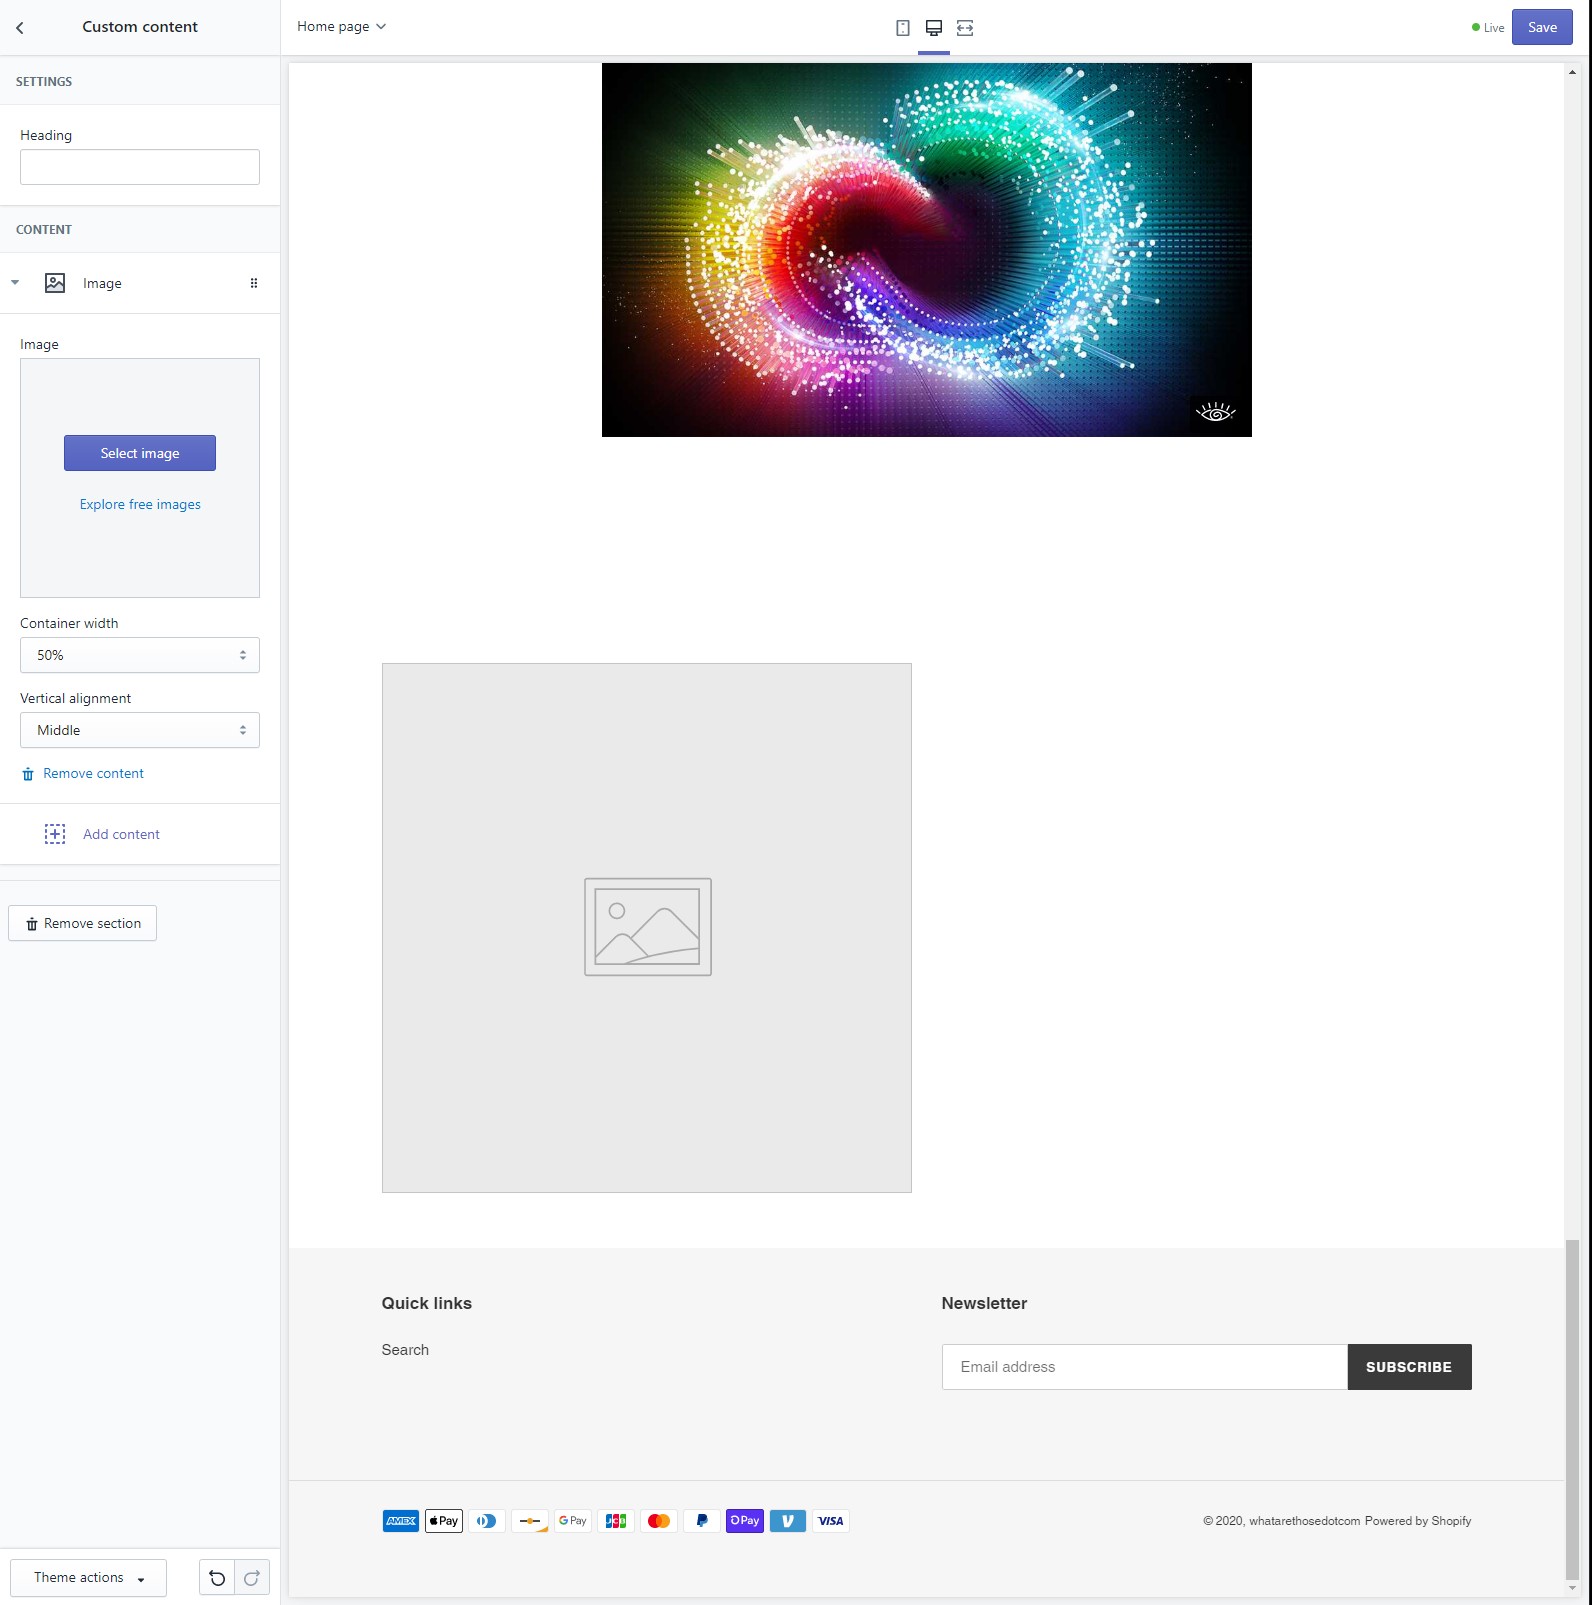 Custom content
Home page
Live
Save
SETTINGS
Heading
CONTENT
Image
Image
Select image
Explore free images
Container width
50%
Vertical alignment
Middle
Remove content
Add content
Remove section
Theme actions
Quick links
Search
Newsletter
Email address
SUBSCRIBE
AMEX Pay G Pay JCB O Pay V VISA
© 2020, whatarethosedotcom Powered by Shopify